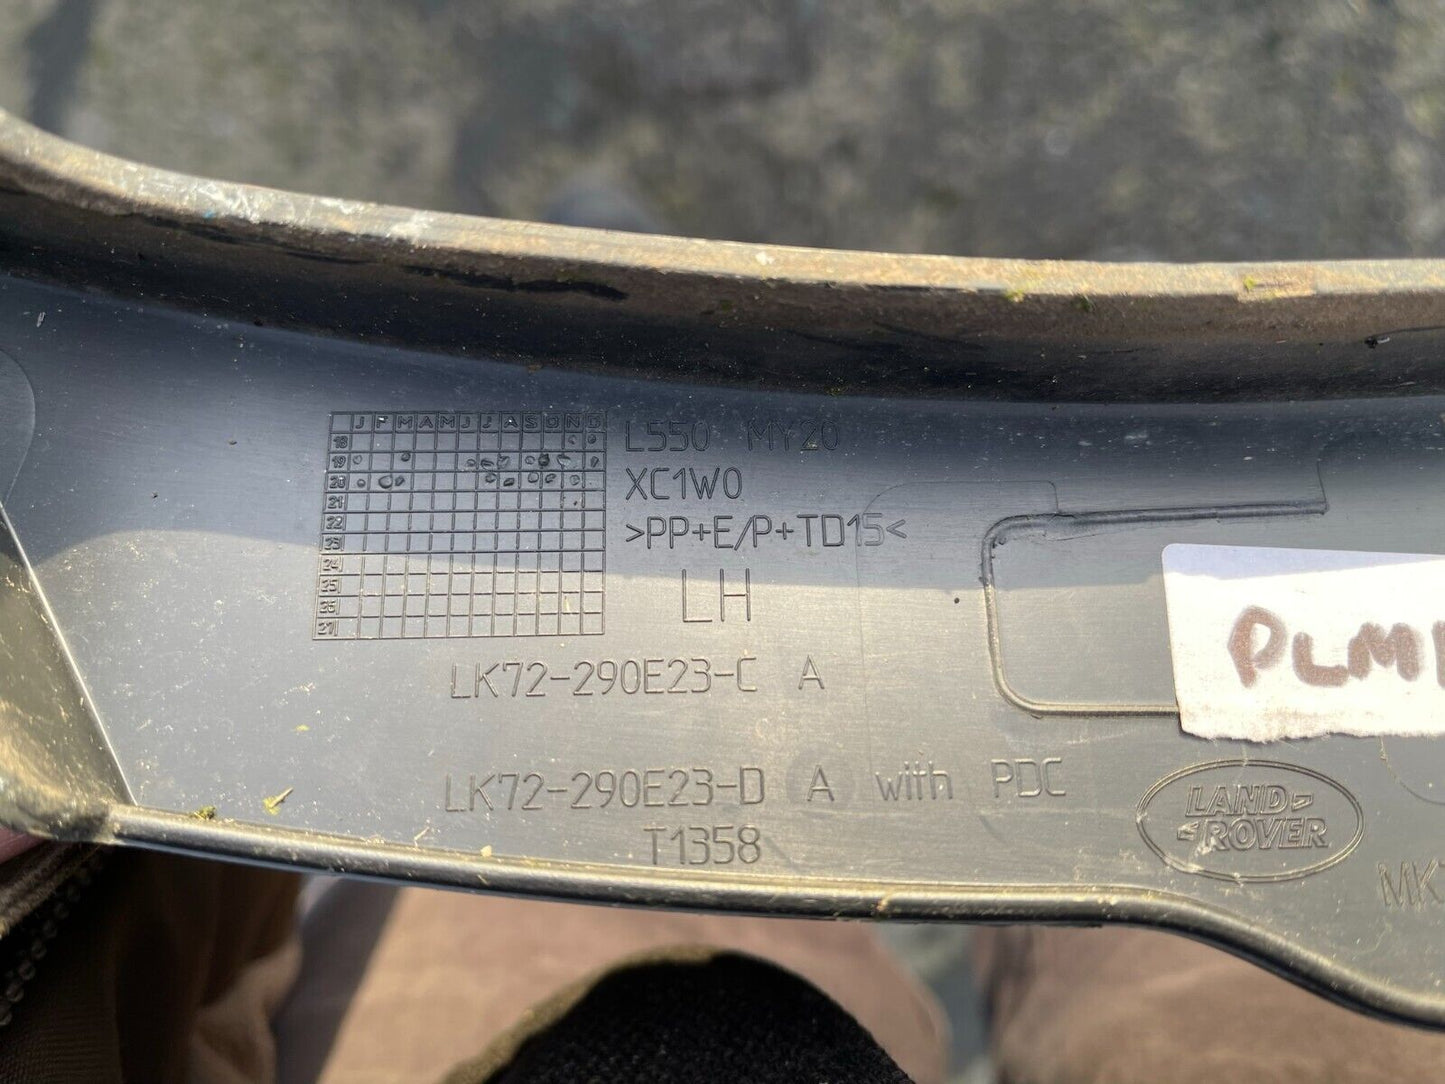 J F M A M J J A S O N D
18
19
20
21
22
23
24
25
26
27
L550 MY20
XC1W0
>PP+E/P+TD15<
LH
LK72-290E23-C A
LK72-290E23-D A with PDC
T1358
PLM
LAND
ROVER
MK